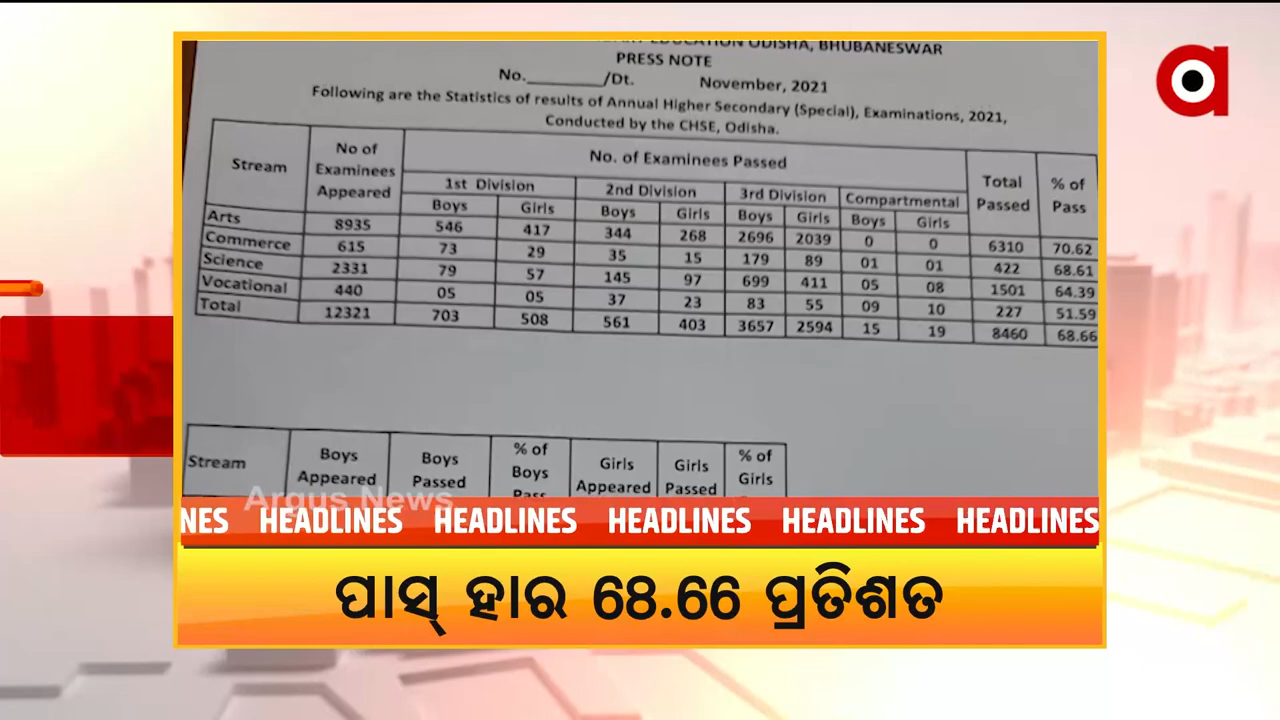 EDUCATION ODISHA, BHUBANESWAR
PRESS NOTE
No.________/Dt. November, 2021
Following are the Statistics of results of Annual Higher Secondary (Special), Examinations, 2021,
Conducted by the CHSE, Odisha.
Stream No of Examinees Appeared No. of Examinees Passed Total Passed % of Pass
1st Division 2nd Division 3rd Division Compartmental
Boys Girls Boys Girls Boys Girls Boys Girls
Arts 8935 546 417 344 268 2696 2039 0 0 6310 70.62
Commerce 615 73 29 35 15 179 89 01 01 422 68.61
Science 2331 79 57 145 97 699 411 05 08 1501 64.39
Vocational 440 05 05 37 23 83 55 09 10 227 51.59
Total 12321 703 508 561 403 3657 2594 15 19 8460 68.66
Stream Boys Appeared Boys Passed % of Boys Pass Girls Appeared Girls Passed % of Girls
Argus News
NES HEADLINES HEADLINES HEADLINES HEADLINES HEADLINES
ପାସ୍ ହାର 68.66 ପ୍ରତିଶତ